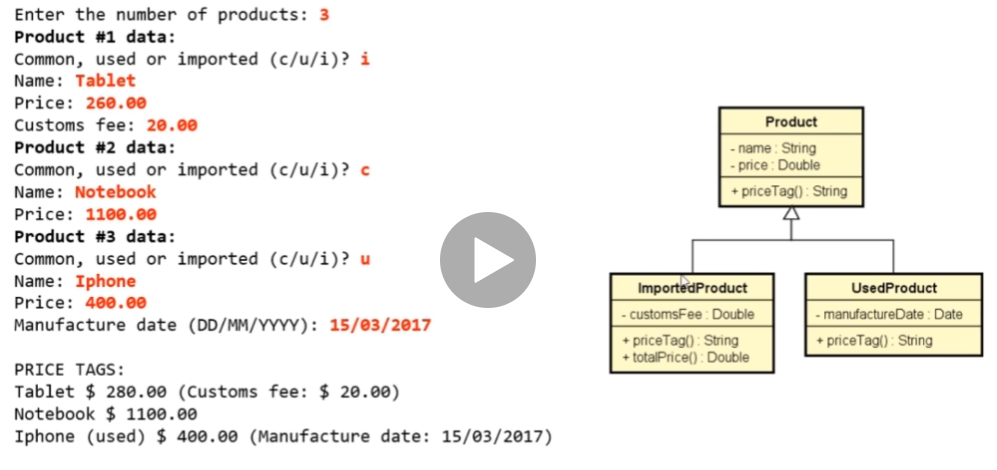 Enter the number of products: 3
Product #1 data:
Common, used or imported (c/u/i)? i
Name: Tablet
Price: 260.00
Customs fee: 20.00
Product #2 data:
Common, used or imported (c/u/i)? c
Name: Notebook
Price: 1100.00
Product #3 data:
Common, used or imported (c/u/i)? u
Name: Iphone
Price: 400.00
Manufacture date (DD/MM/YYYY): 15/03/2017
PRICE TAGS:
Tablet $ 280.00 (Customs fee: $ 20.00)
Notebook $ 1100.00
Iphone (used) $ 400.00 (Manufacture date: 15/03/2017)
Product
- name : String
- price : Double
+ priceTag() : String
ImportedProduct
- customsFee : Double
+ priceTag() : String
+ totalPrice() : Double
UsedProduct
- manufactureDate : Date
+ priceTag() : String